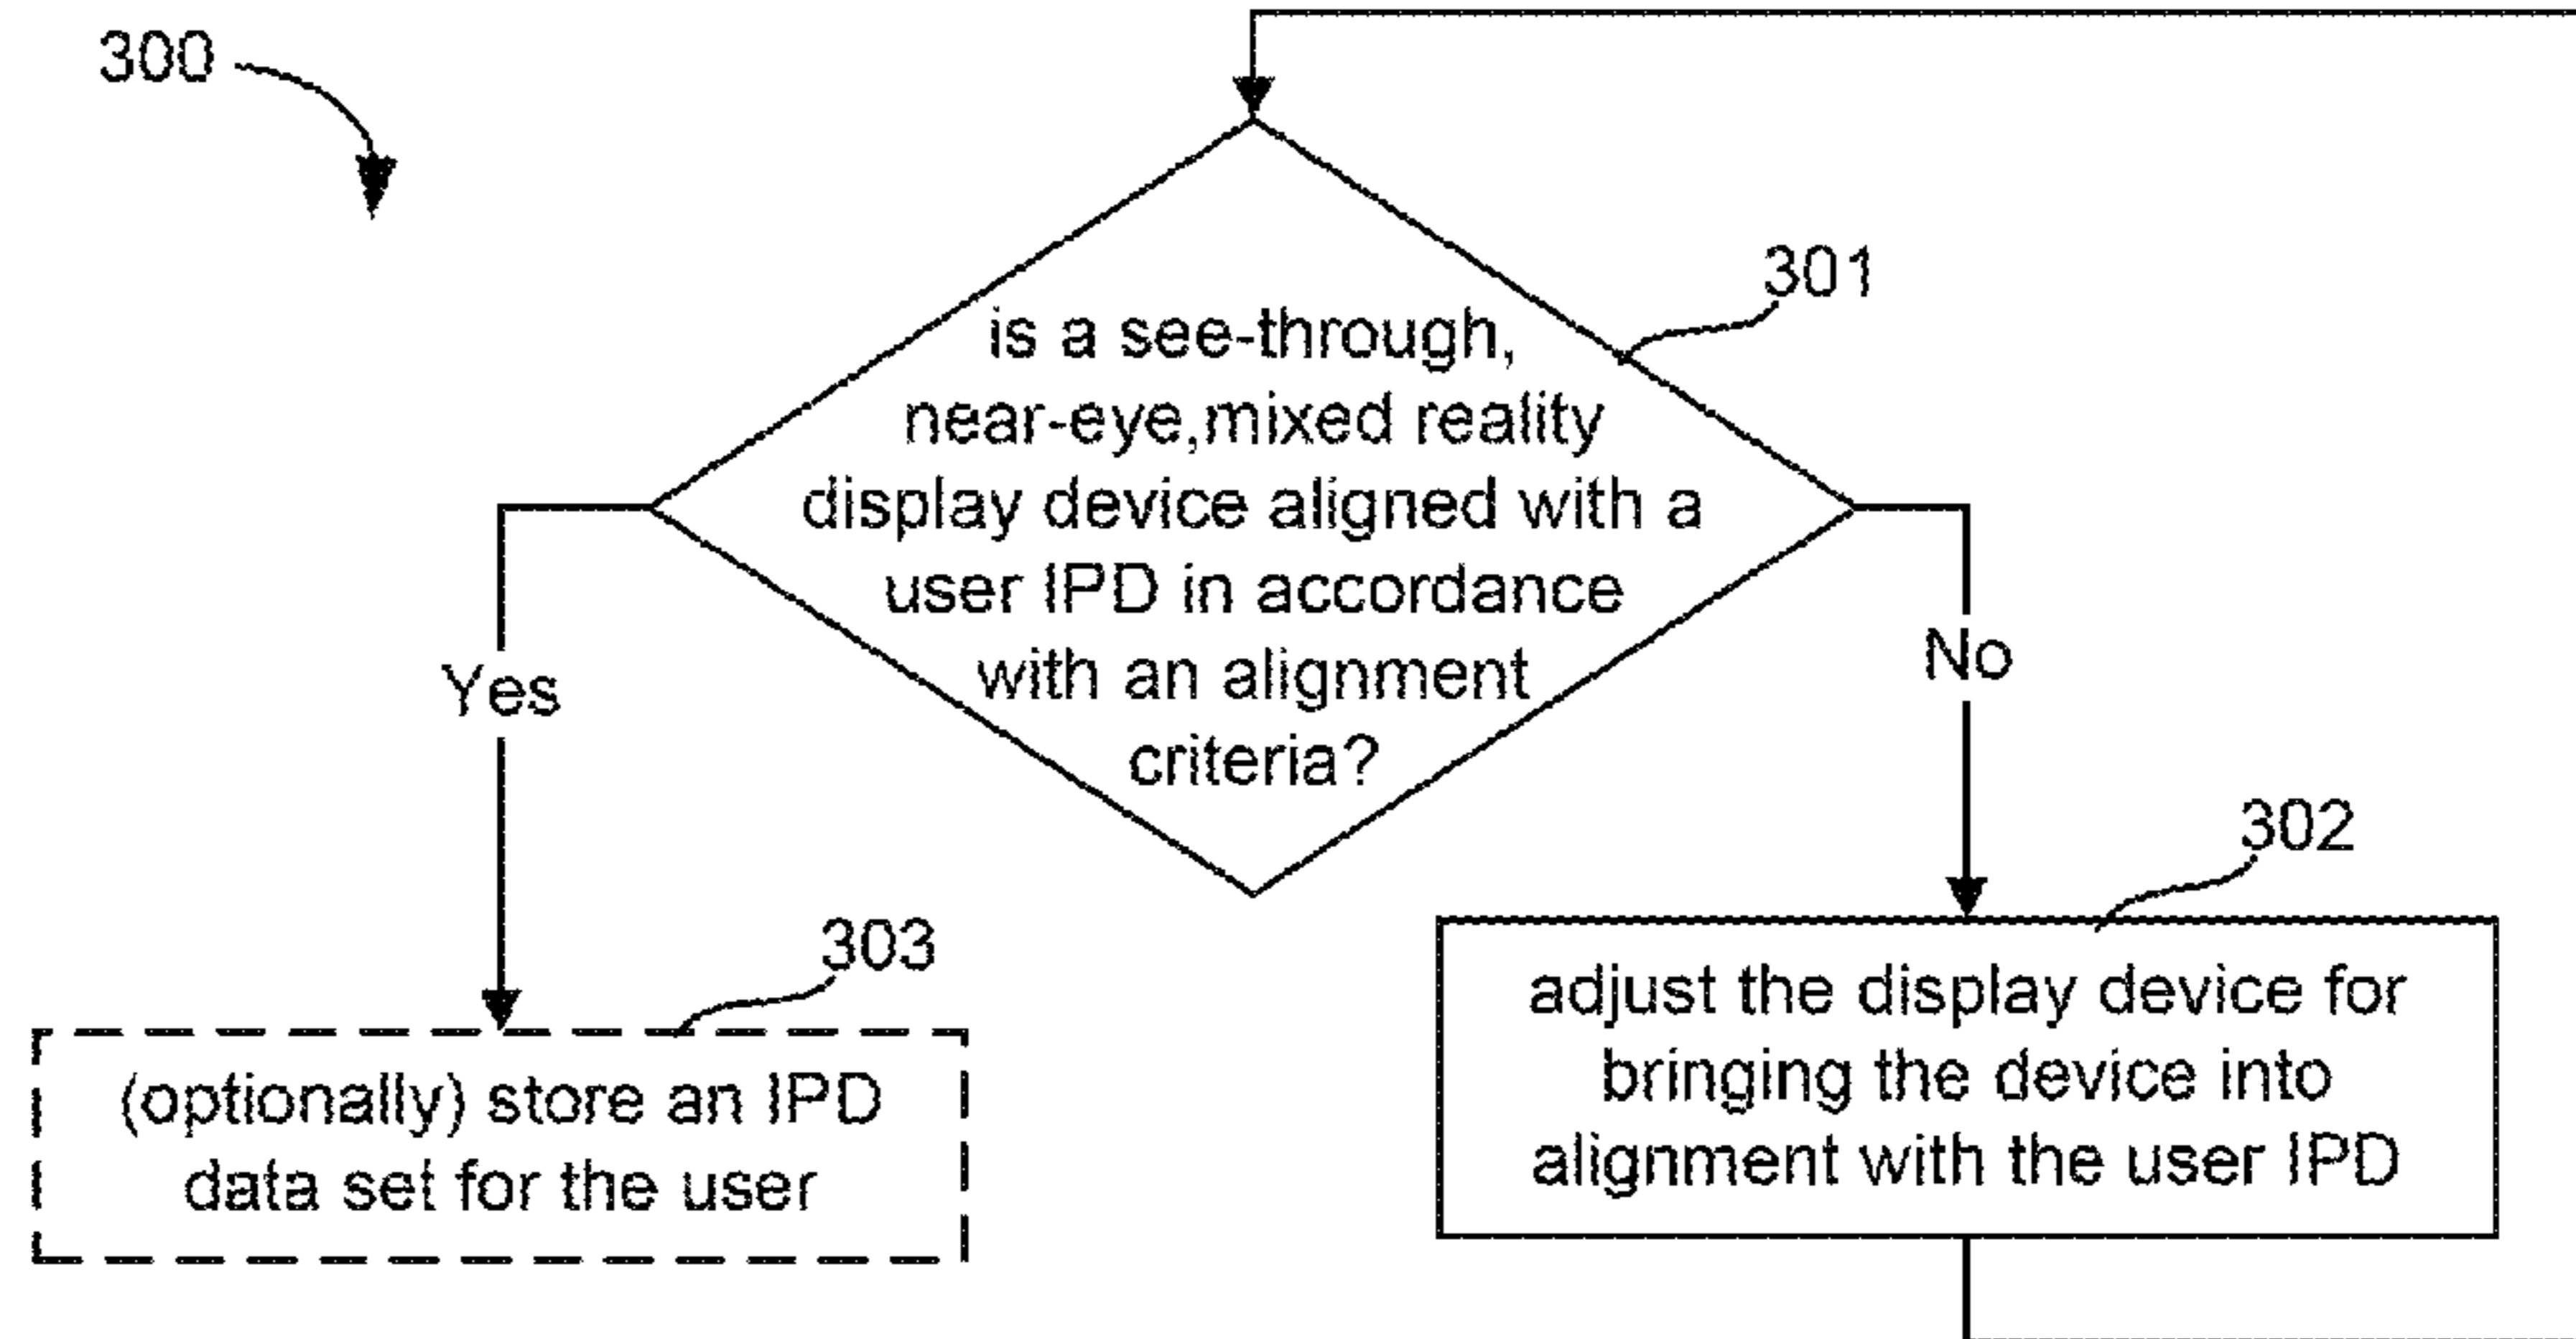 300
301
is a see-through,
near-eye,mixed reality
display device aligned with a
user IPD in accordance
with an alignment
criteria?
Yes
No
302
303
adjust the display device for
bringing the device into
alignment with the user IPD
(optionally) store an IPD
data set for the user